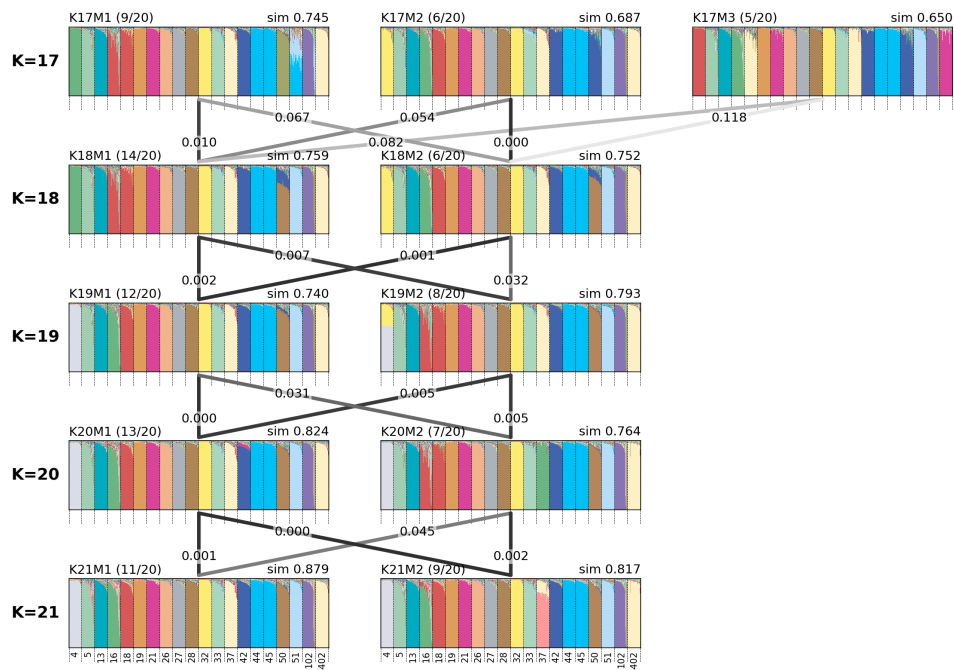 K17M1 (9/20) sim 0.745 K17M2 (6/20) sim 0.687 K17M3 (5/20) sim 0.650
K=17
0.067 0.054 0.118
0.010 0.082 0.000
K18M1 (14/20) sim 0.759 K18M2 (6/20) sim 0.752
K=18
0.007 0.001
0.002 0.032
K19M1 (12/20) sim 0.740 K19M2 (8/20) sim 0.793
K=19
0.031 0.005
0.000 0.005
K20M1 (13/20) sim 0.824 K20M2 (7/20) sim 0.764
K=20
0.000 0.045
0.001 0.002
K21M1 (11/20) sim 0.879 K21M2 (9/20) sim 0.817
K=21
4 5 13 16 18 19 21 26 27 28 32 33 37 42 44 45 50 51 102 402 4 5 13 16 18 19 21 26 27 28 32 33 37 42 44 45 50 51 102 402